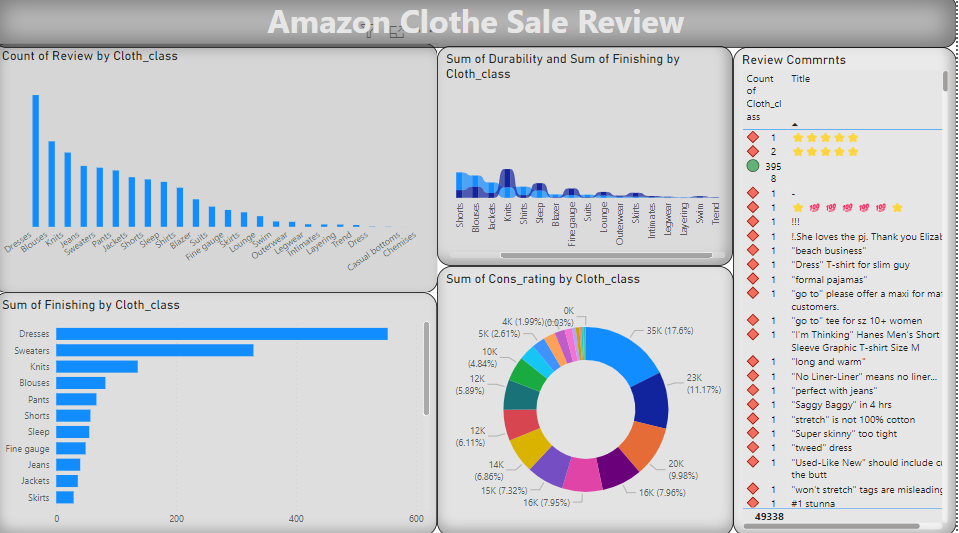 Amazon Clothe Sale Review
Count of Review by Cloth_class
Dresses
Blouses
Knits
Jeans
Sweaters
Pants
Jackets
Shorts
Sleep
Shirts
Blazer
Suits
Fine gauge
Skirts
Lounge
Swim
Outerwear
Legwear
Intimates
Layering
Trend
Dress
Casual bottoms
Chemises
Sum of Finishing by Cloth_class
Dresses
Sweaters
Knits
Blouses
Pants
Shorts
Sleep
Fine gauge
Jeans
Jackets
Skirts
0 200 400 600
Sum of Durability and Sum of Finishing by
Cloth_class
Shorts
Blouses
Jackets
Knits
Shirts
Sleep
Blazer
Fine gauge
Suits
Lounge
Outerwear
Skirts
Intimates
Legwear
Layering
Swim
Trend
Sum of Cons_rating by Cloth_class
0K
35K (17.6%)
23K
(11.17%)
20K
(9.98%)
16K (7.96%)
16K (7.95%)
15K (7.32%)
14K
(6.86%)
12K
(6.11%)
12K
(5.89%)
10K
(4.84%)
5K (2.61%)
4K (1.99%)
(0.03%)
Review Commrnts
Count
of
Cloth_cl
ass
Title
1 ⭐⭐⭐⭐⭐
2 ⭐⭐⭐⭐⭐
395
8
1 -
1 ⭐💯💯💯💯💯⭐
1 !!!
1 !.She loves the pj. Thank you Elizab
1 "beach business"
1 "Dress" T-shirt for slim guy
1 "formal pajamas"
1 "go to" please offer a maxi for mat
customers.
1 "go to" tee for sz 10+ women
1 "I'm Thinking" Hanes Men's Short
Sleeve Graphic T-shirt Size M
1 "long and warm"
1 "No Liner-Liner" means no liner...
1 "perfect with jeans"
1 "Saggy Baggy" in 4 hrs
1 "stretch" is not 100% cotton
1 "Super skinny" too tight
1 "tweed" dress
1 "Used-Like New" should include cr
the butt
1 "won't stretch" tags are misleading
1 #1 stunna
49338